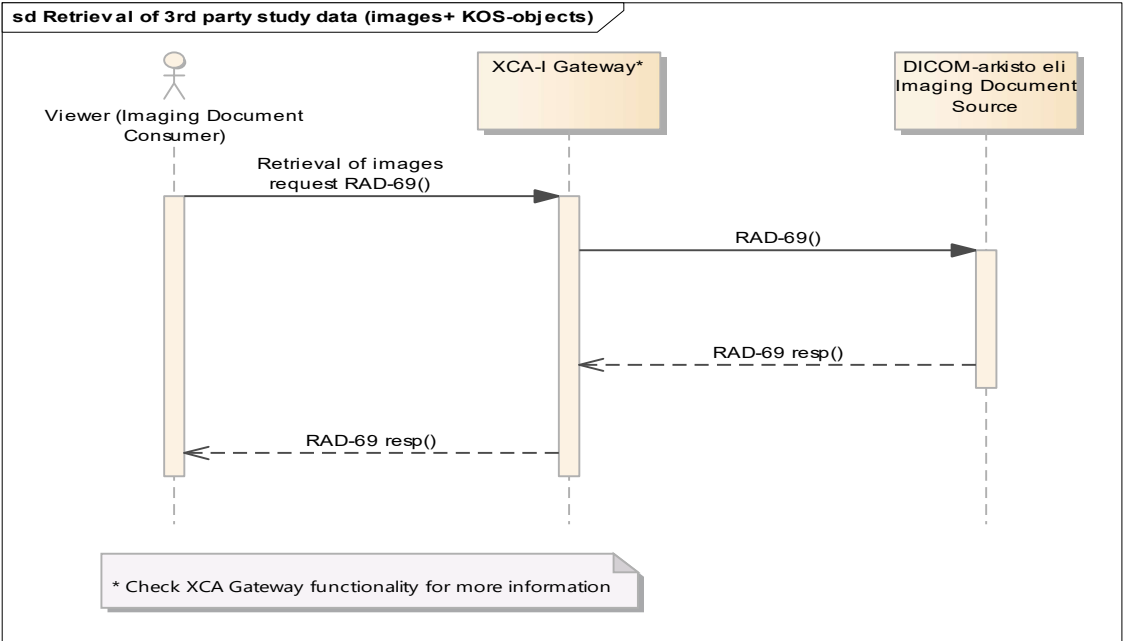 sd Retrieval of 3rd party study data (images+ KOS-objects)
Viewer (Imaging Document
Consumer)
XCA-I Gateway*
DICOM-arkisto eli
Imaging Document
Source
Retrieval of images
request RAD-69()
RAD-69()
RAD-69 resp()
RAD-69 resp()
* Check XCA Gateway functionality for more information